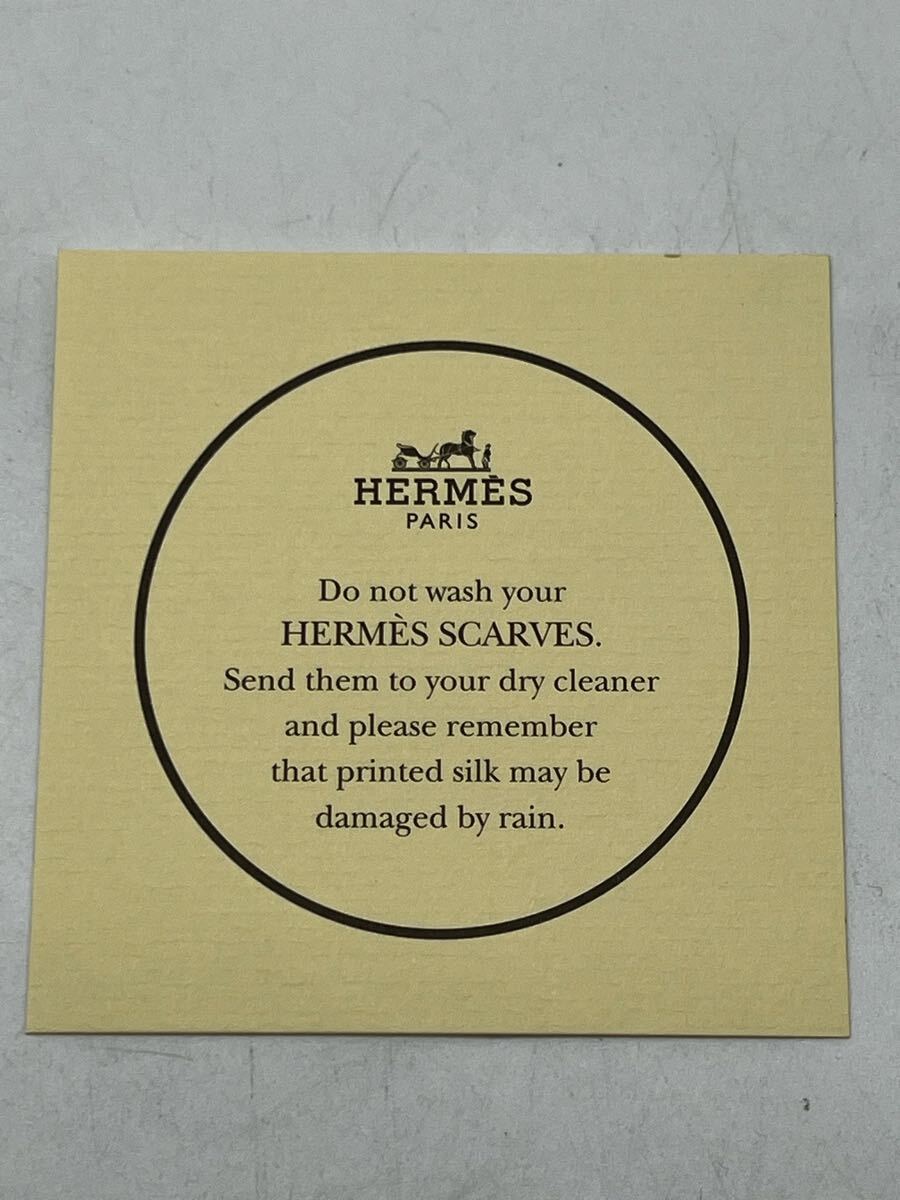 HERMÈS
PARIS
Do not wash your
HERMÈS SCARVES.
Send them to your dry cleaner
and please remember
that printed silk may be
damaged by rain.